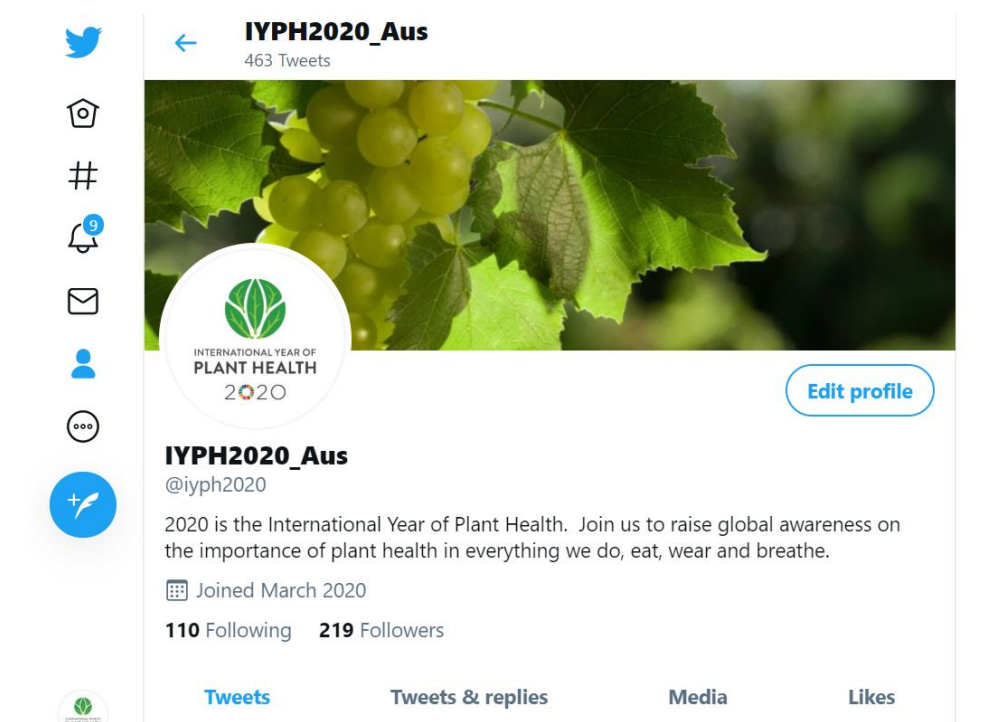 IYPH2020_Aus
463 Tweets
9
INTERNATIONAL YEAR OF
PLANT HEALTH
2020
Edit profile
IYPH2020_Aus
@iyph2020
2020 is the International Year of Plant Health.  Join us to raise global awareness on
the importance of plant health in everything we do, eat, wear and breathe.
Joined March 2020
110 Following 219 Followers
Tweets Tweets & replies Media Likes